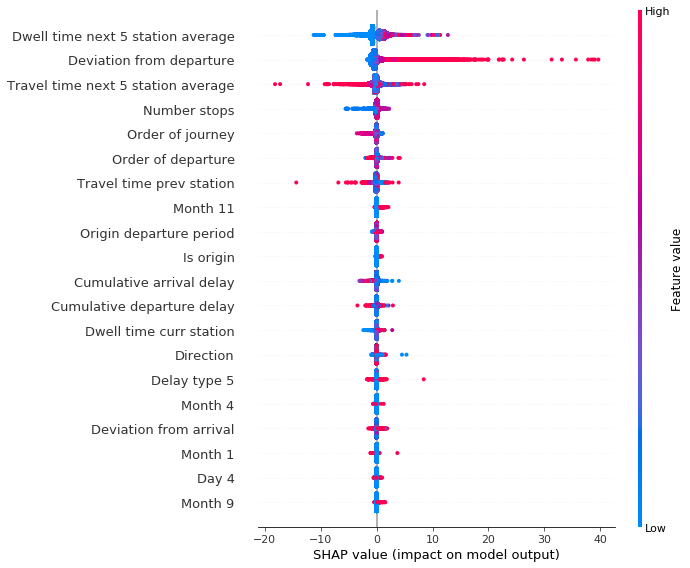 High
Dwell time next 5 station average
Deviation from departure
Travel time next 5 station average
Number stops
Order of journey
Order of departure
Travel time prev station
Month 11
Origin departure period
Is origin
Cumulative arrival delay
Cumulative departure delay
Dwell time curr station
Direction
Delay type 5
Month 4
Deviation from arrival
Month 1
Day 4
Month 9
Feature value
Low
−20 −10 0 10 20 30 40
SHAP value (impact on model output)